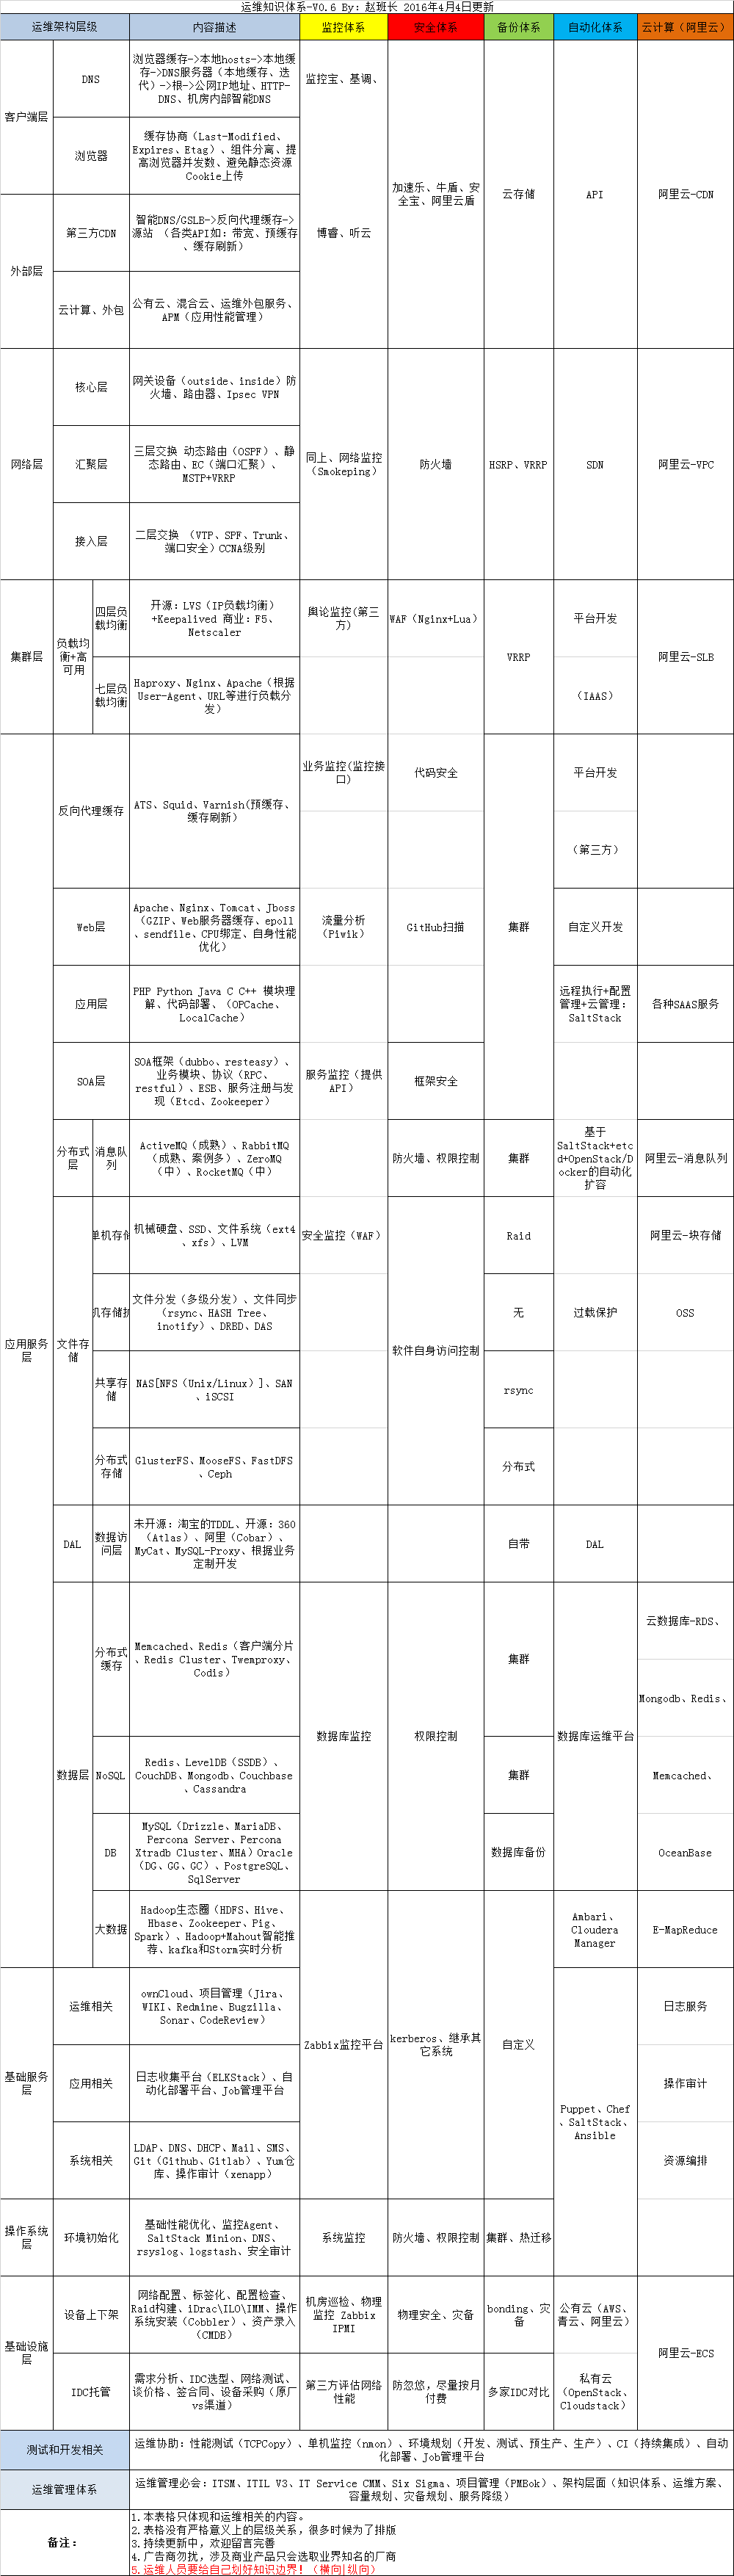 运维知识体系-V0.6 By: 赵班长 2016年4月4日更新
运维架构层级
内容描述
监控体系
安全体系
备份体系
自动化体系
云计算（阿里云）
客户端层
DNS
浏览器缓存->本地hosts->本地缓
存->DNS服务器（本地缓存、迭
代）->根->公网IP地址、HTTP-
DNS、机房内部智能DNS
监控宝、基调、
浏览器
缓存协商（Last-Modified、
Expires、Etag）、组件分离、提
高浏览器并发数、避免静态资源
Cookie上传
加速乐、牛盾、安
全宝、阿里云盾
云存储
API
阿里云-CDN
外部层
第三方CDN
智能DNS/GSLB->反向代理缓存->
源站 （各类API如: 带宽、预缓存
、缓存刷新）
博睿、听云
云计算、外包
公有云、混合云、运维外包服务、
APM（应用性能管理）
网络层
核心层
网关设备（outside、inside）防
火墙、路由器、Ipsec VPN
汇聚层
三层交换 动态路由（OSPF）、静
态路由、EC（端口汇聚）、
MSTP+VRRP
同上、网络监控
（Smokeping）
防火墙
HSRP、VRRP
SDN
阿里云-VPC
接入层
二层交换 （VTP、SPF、Trunk、
端口安全）CCNA级别
集群层
负载均
衡+高
可用
四层负
载均衡
开源: LVS（IP负载均衡）
+Keepalived 商业: F5、
Netscaler
舆论监控(第三
方)
WAF（Nginx+Lua）
VRRP
平台开发
阿里云-SLB
七层负
载均衡
Haproxy、Nginx、Apache（根据
User-Agent、URL等进行负载分
发）
（IAAS）
应用服务
层
反向代理缓存
ATS、Squid、Varnish(预缓存、
缓存刷新）
业务监控(监控接
口)
代码安全
平台开发
（第三方）
Web层
Apache、Nginx、Tomcat、Jboss
（GZIP、Web服务器缓存、epoll
、sendfile、CPU绑定、自身性能
优化）
流量分析
（Piwik）
GitHub扫描
集群
自定义开发
应用层
PHP Python Java C C++ 模块理
解、代码部署、（OPCache、
LocalCache）
远程执行+配置
管理+云管理:
SaltStack
各种SAAS服务
SOA层
SOA框架（dubbo、resteasy）、
业务模块、协议（RPC、
restful）、ESB、服务注册与发
现（Etcd、Zookeeper）
服务监控（提供
API）
框架安全
分布式
层
消息队
列
ActiveMQ（成熟）、RabbitMQ
（成熟、案例多）、ZeroMQ
（中）、RocketMQ（中）
防火墙、权限控制
集群
基于
SaltStack+etc
d+OpenStack/D
ocker的自动化
扩容
阿里云-消息队列
文件存
储
单机存储
机械硬盘、SSD、文件系统（ext4
、xfs）、LVM
安全监控（WAF）
软件自身访问控制
Raid
阿里云-块存储
机存储扩
文件分发（多级分发）、文件同步
（rsync、HASH Tree、
inotify）、DRBD、DAS
无
过载保护
OSS
共享存
储
NAS[NFS（Unix/Linux）]、SAN
、iSCSI
rsync
分布式
存储
GlusterFS、MooseFS、FastDFS
、Ceph
分布式
DAL
数据访
问层
未开源: 淘宝的TDDL、开源: 360
（Atlas）、阿里（Cobar）、
MyCat、MySQL-Proxy、根据业务
定制开发
自带
DAL
数据层
分布式
缓存
Memcached、Redis（客户端分片
、Redis Cluster、Twemproxy、
Codis）
数据库监控
权限控制
集群
数据库运维平台
云数据库-RDS、
Mongodb、Redis、
NoSQL
Redis、LevelDB（SSDB）、
CouchDB、Mongodb、Couchbase
、Cassandra
集群
Memcached、
DB
MySQL（Drizzle、MariaDB、
Percona Server、Percona
Xtradb Cluster、MHA）Oracle
（DG、GG、GC）、PostgreSQL、
SqlServer
数据库备份
OceanBase
大数据
Hadoop生态圈（HDFS、Hive、
Hbase、Zookeeper、Pig、
Spark）、Hadoop+Mahout智能推
荐、kafka和Storm实时分析
Ambari、
Cloudera
Manager
E-MapReduce
基础服务
层
运维相关
ownCloud、项目管理（Jira、
WIKI、Redmine、Bugzilla、
Sonar、CodeReview）
Zabbix监控平台
kerberos、继承其
它系统
自定义
日志服务
应用相关
日志收集平台（ELKStack）、自
动化部署平台、Job管理平台
Puppet、Chef
、SaltStack、
Ansible
操作审计
系统相关
LDAP、DNS、DHCP、Mail、SMS、
Git（Github、Gitlab）、Yum仓
库、操作审计（xenapp）
资源编排
操作系统
层
环境初始化
基础性能优化、监控Agent、
SaltStack Minion、DNS、
rsyslog、logstash、安全审计
系统监控
防火墙、权限控制
集群、热迁移
基础设施
层
设备上下架
网络配置、标签化、配置检查、
Raid构建、iDrac\ILO\IMM、操作
系统安装（Cobbler）、资产录入
（CMDB）
机房巡检、物理
监控 Zabbix
IPMI
物理安全、灾备
bonding、灾
备
公有云（AWS、
青云、阿里云）
阿里云-ECS
IDC托管
需求分析、IDC选型、网络测试、
谈价格、签合同、设备采购（原厂
vs渠道）
第三方评估网络
性能
防忽悠，尽量按月
付费
多家IDC对比
私有云
（OpenStack、
Cloudstack）
测试和开发相关
运维协助: 性能测试（TCPCopy）、单机监控（nmon）、环境规划（开发、测试、预生产、生产）、CI（持续集成）、自动
化部署、Job管理平台
运维管理体系
运维管理必会: ITSM、ITIL V3、IT Service CMM、Six Sigma、项目管理（PMBok）、架构层面（知识体系、运维方案、
容量规划、灾备规划、服务降级）
备注:
1.本表格只体现和运维相关的内容。
2.表格没有严格意义上的层级关系，很多时候为了排版
3.持续更新中，欢迎留言完善
4.广告商勿扰，涉及商业产品只会选取业界知名的厂商
5.运维人员要给自己划好知识边界！（横向|纵向）